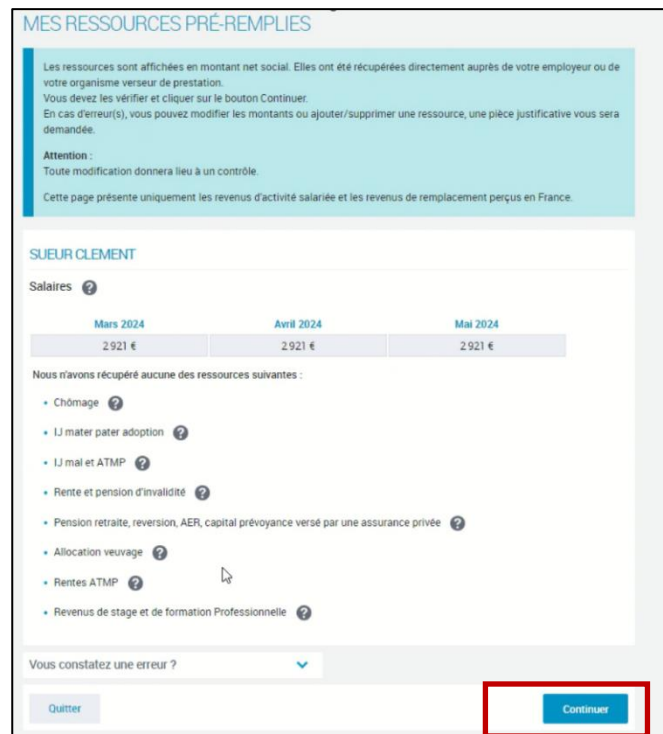 MES RESSOURCES PRÉ-REMPLIES
Les ressources sont affichées en montant net social. Elles ont été récupérées directement auprès de votre employeur ou de
votre organisme verseur de prestation.
Vous devez les vérifier et cliquer sur le bouton Continuer.
En cas d'erreur(s), vous pouvez modifier les montants ou ajouter/supprimer une ressource, une pièce justificative vous sera
demandée.
Attention :
Toute modification donnera lieu à un contrôle.
Cette page présente uniquement les revenus d'activité salariée et les revenus de remplacement perçus en France.
SUEUR CLEMENT
Salaires ?
Mars 2024 Avril 2024 Mai 2024
2 921 € 2 921 € 2 921 €
Nous n'avons récupéré aucune des ressources suivantes :
• Chômage ?
• IJ mater pater adoption ?
• IJ mal et ATMP ?
• Rente et pension d'invalidité ?
• Pension retraite, reversion, AER, capital prévoyance versé par une assurance privée ?
• Allocation veuvage ?
• Rentes ATMP ?
• Revenus de stage et de formation Professionnelle ?
Vous constatez une erreur ?
Quitter Continuer